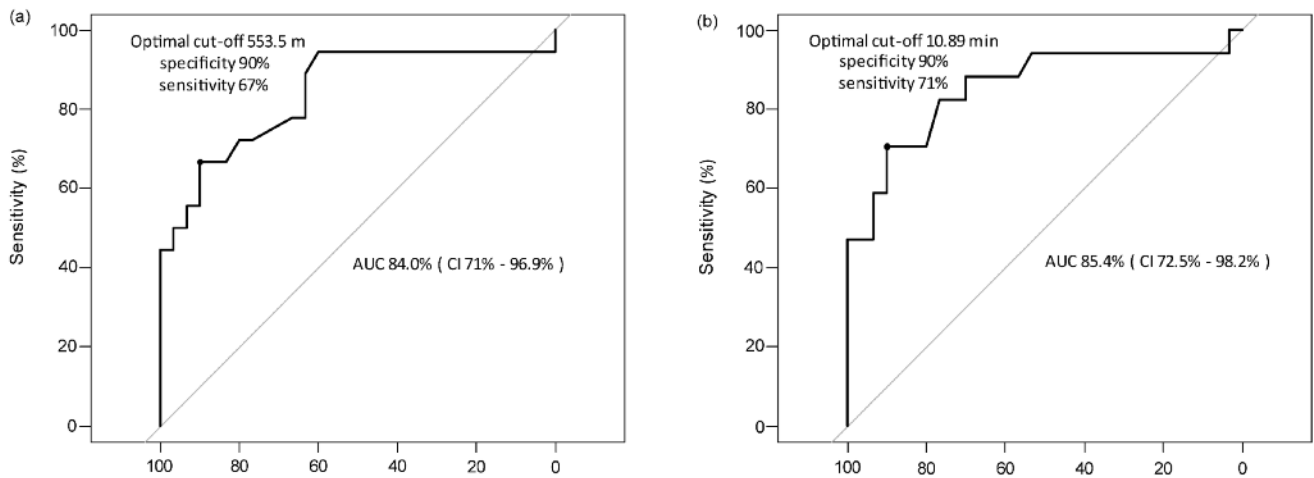 (a)
Optimal cut-off 553.5 m
specificity 90%
sensitivity 67%
AUC 84.0% ( CI 71% - 96.9% )
Sensitivity (%)
100
80
60
40
20
0
100
80
60
40
20
0
(b)
Optimal cut-off 10.89 min
specificity 90%
sensitivity 71%
AUC 85.4% ( CI 72.5% - 98.2% )
Sensitivity (%)
100
80
60
40
20
0
100
80
60
40
20
0